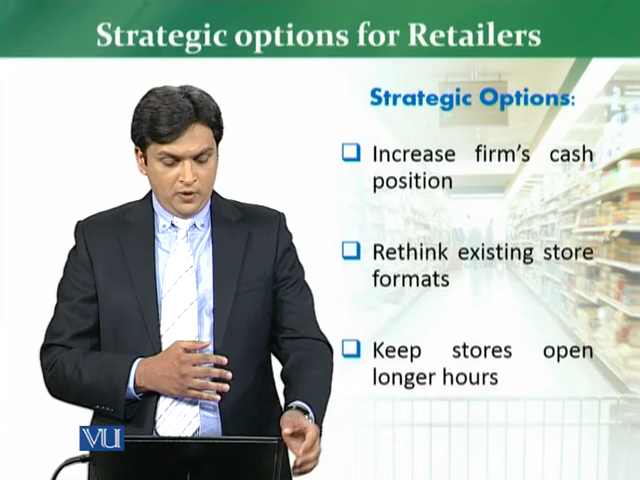 Strategic options for Retailers
Strategic Options:
Increase firm's cash
position
Rethink existing store
formats
Keep stores open
longer hours
VU